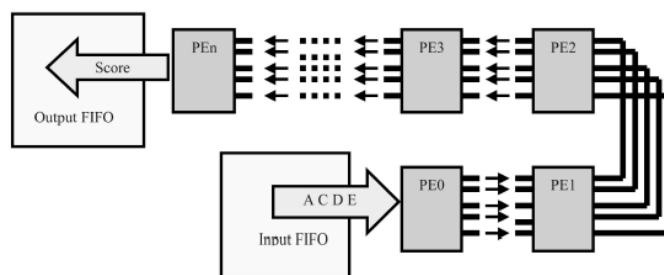 PEn
PE3
PE2
Score
Output FIFO
PE0
PE1
A C D E
Input FIFO